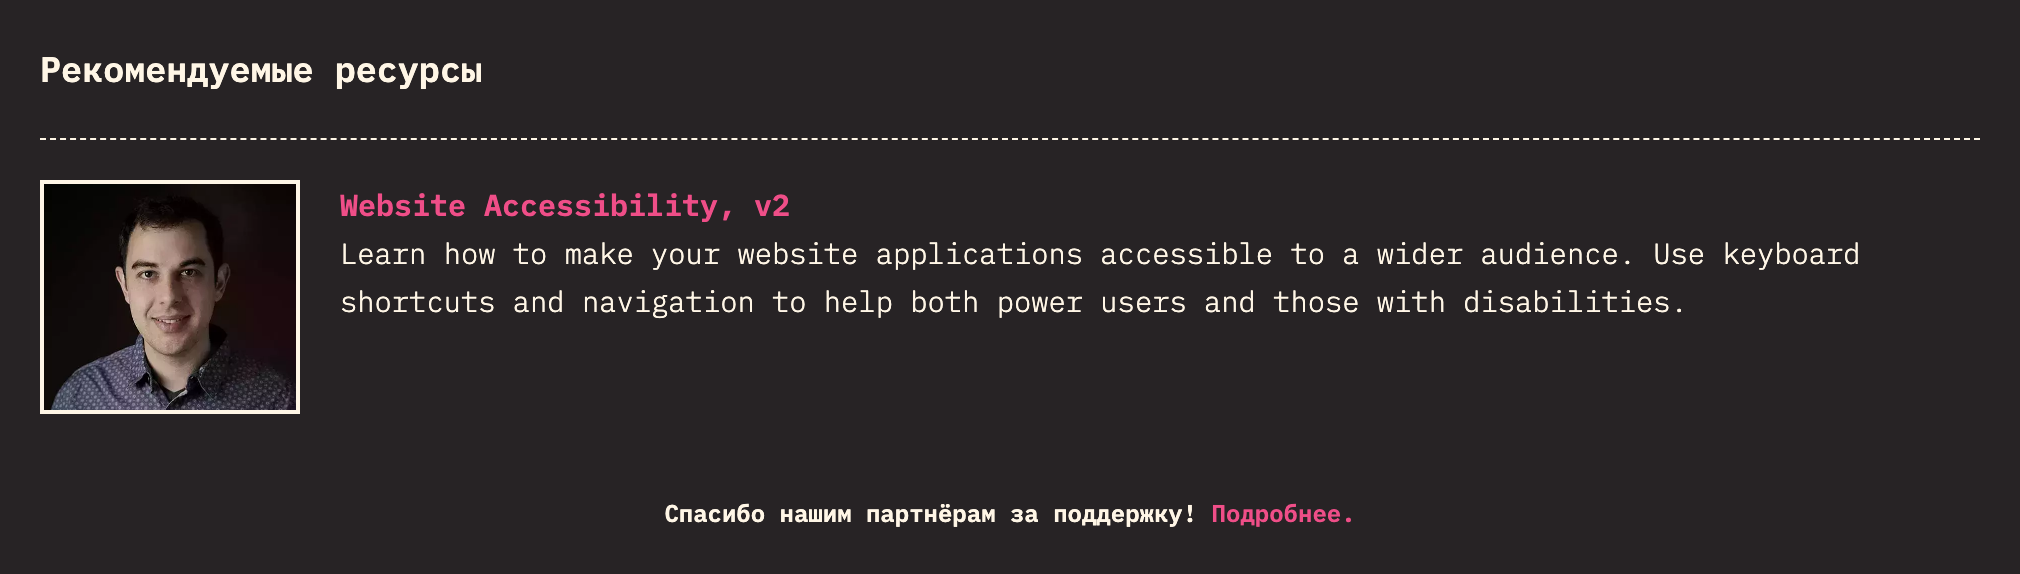 Рекомендуемые ресурсы
Website Accessibility, v2
Learn how to make your website applications accessible to a wider audience. Use keyboard
shortcuts and navigation to help both power users and those with disabilities.
Спасибо нашим партнёрам за поддержку! Подробнее.